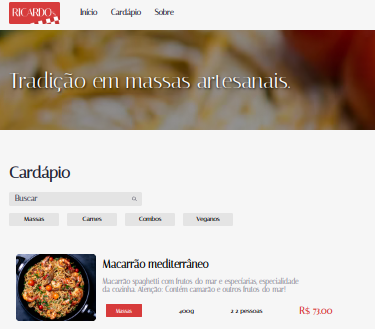 RICARDO
Início Cardápio Sobre
Tradição em massas artesanais.
Cardápio
Buscar
Massas Carnes Combos Veganos
Macarrão mediterrâneo
Macarrão spaghetti com frutos do mar e especiarias, especialidade
da cozinha. Atenção: Contém camarão e outros frutos do mar!
Massas 400g 2 2 pessoas R$ 73.00